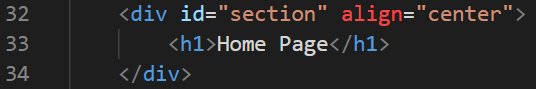 32 <div id="section" align="center">
33 <h1>Home Page</h1>
34 </div>